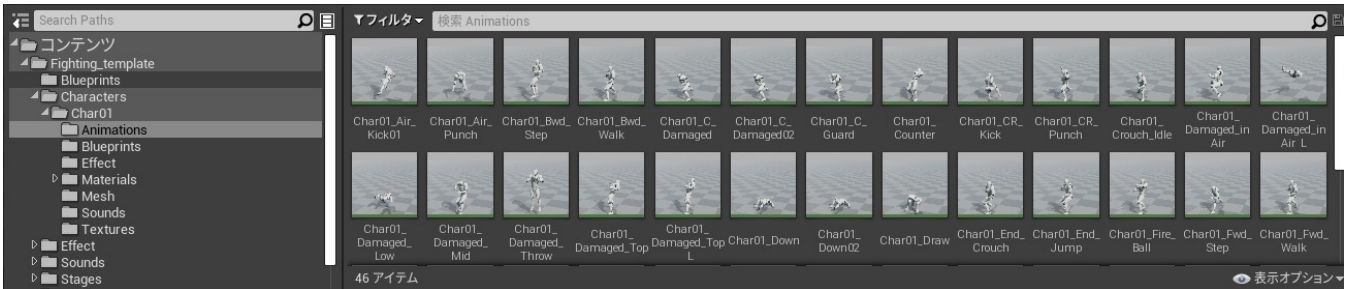 Search Paths
コンテンツ
Fighting_template
Blueprints
Characters
Char01
Animations
Blueprints
Effect
Materials
Mesh
Sounds
Textures
Effect
Sounds
Stages
フィルタ
検索 Animations
Char01_Air_
Kick01
Char01_Air_
Punch
Char01_Bwd_
Step
Char01_Bwd_
Walk
Char01_C_
Damaged
Char01_C_
Damaged02
Char01_C_
Guard
Char01_
Counter
Char01_CR_
Kick
Char01_CR_
Punch
Char01_
Crouch_Idle
Char01_
Damaged_in
Air
Char01_
Damaged_in
Air_L
Char01_
Damaged_
Low
Char01_
Damaged_
Mid
Char01_
Damaged_
Throw
Char01_
Damaged_Top
Char01_
Damaged_Top
L
Char01_Down
Char01_
Down02
Char01_Draw
Char01_End_
Crouch
Char01_End_
Jump
Char01_Fire_
Ball
Char01_Fwd_
Step
Char01_Fwd_
Walk
46 アイテム
表示オプション